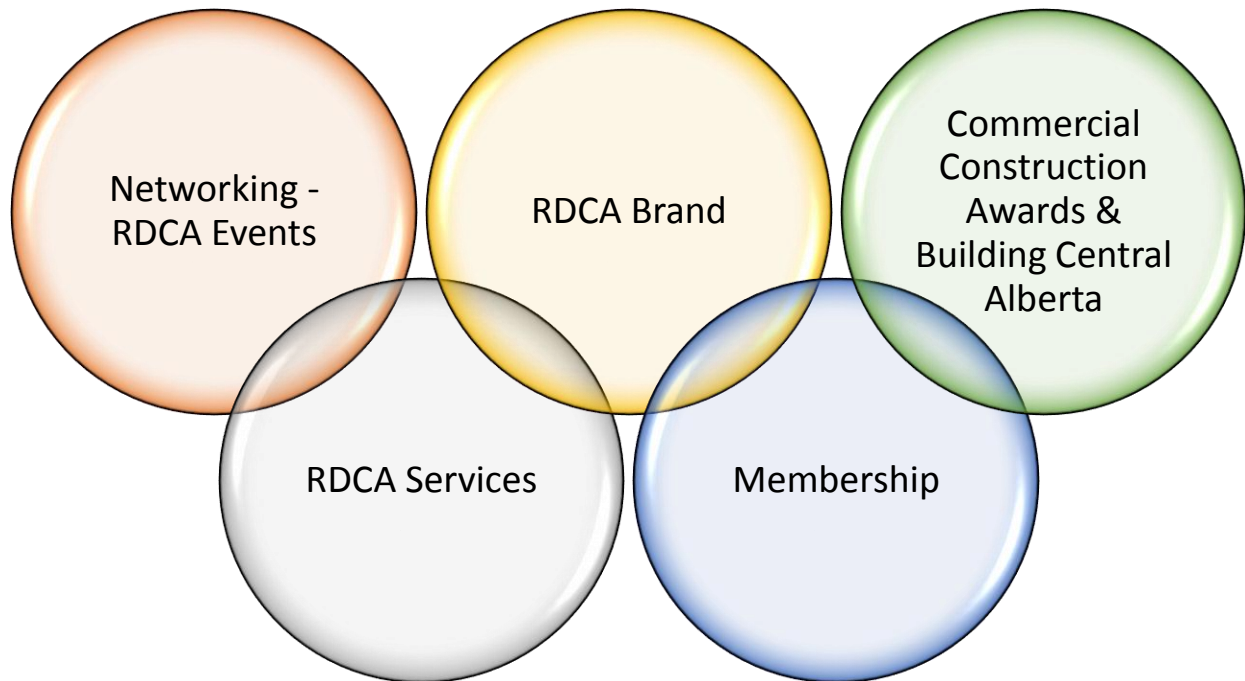 Networking -
RDCA Events
RDCA Brand
Commercial
Construction
Awards &
Building Central
Alberta
RDCA Services
Membership